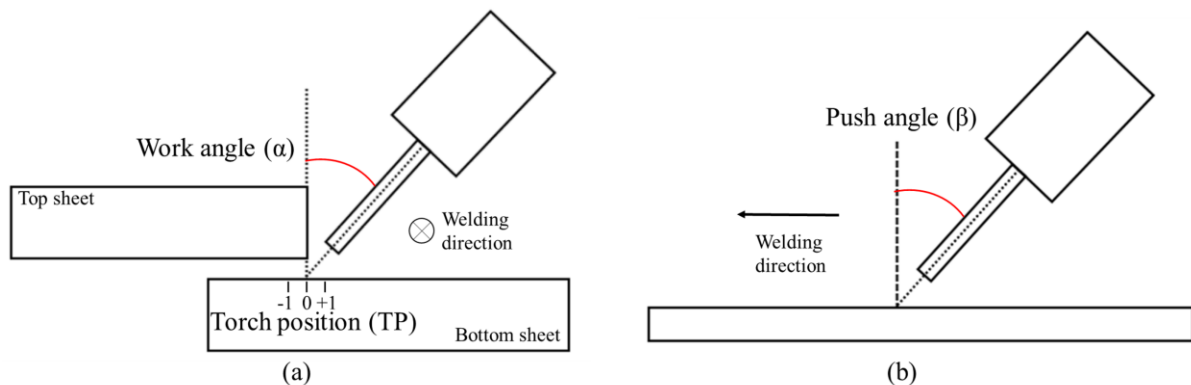 Work angle (α)
Top sheet
Welding
direction
-1 0 +1
Torch position (TP)
Bottom sheet
(a)
Push angle (β)
Welding
direction
(b)